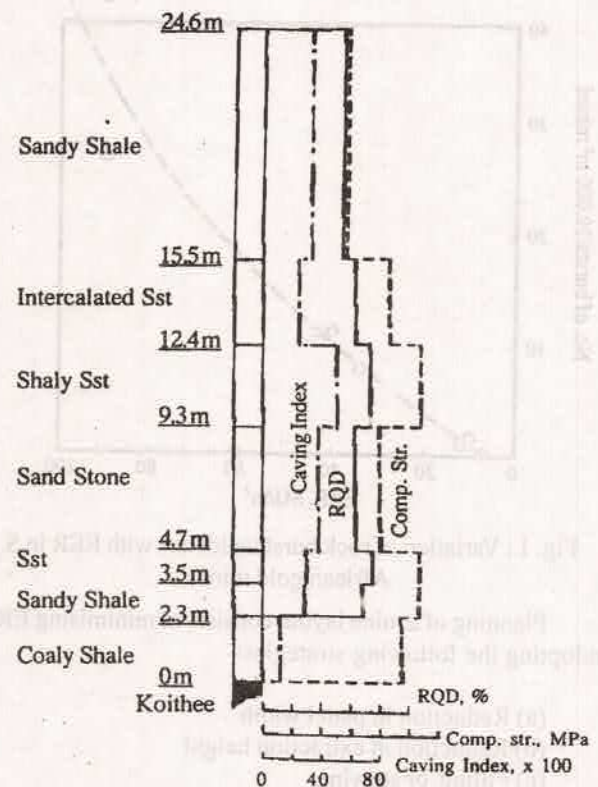 24.6m
Sandy Shale
15.5m
Intercalated Sst
12.4m
Shaly Sst
9.3m
Caving Index
RQD
Comp. Str.
Sand Stone
4.7m
Sst
3.5m
Sandy Shale
2.3m
Coaly Shale
0m
Koithee
RQD, %
Comp. str., MPa
Caving Index, x 100
0 40 80